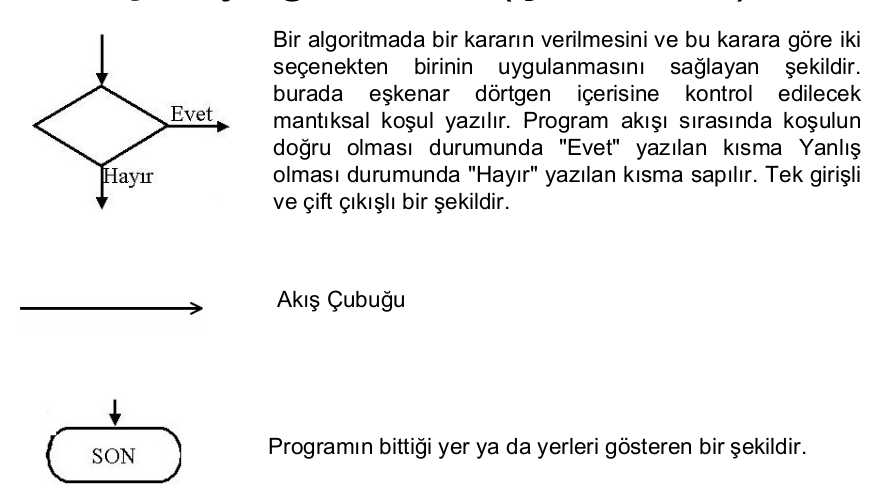 Bir algoritmada bir kararın verilmesini ve bu karara göre iki
seçenekten birinin uygulanmasını sağlayan şekildir.
burada eşkenar dörtgen içerisine kontrol edilecek
mantıksal koşul yazılır. Program akışı sırasında koşulun
doğru olması durumunda "Evet" yazılan kısma Yanlış
olması durumunda "Hayır" yazılan kısma sapılır. Tek girişli
ve çift çıkışlı bir şekildir.
Evet
Hayır
Akış Çubuğu
SON
Programın bittiği yer ya da yerleri gösteren bir şekildir.